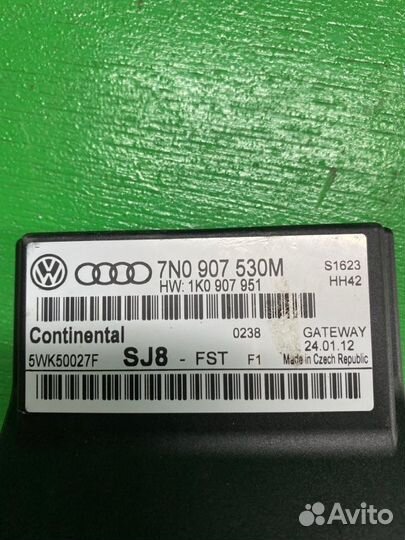 7N0 907 530M
HW: 1K0 907 951
S1623
HH42
Continental
0238
GATEWAY
24.01.12
5WK50027F
SJ8 - FST F1
Made in Czech Republic
Avito